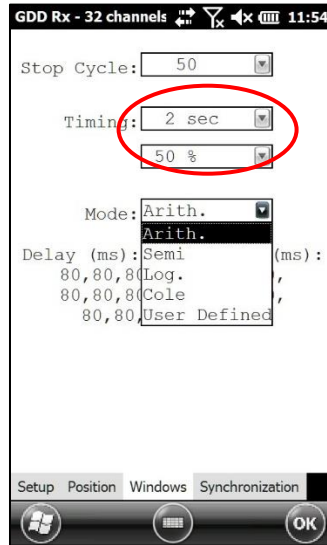 GDD Rx - 32 channels 11:54
Stop Cycle: 50
Timing: 2 sec
50 %
Mode: Arith.
Arith.
Delay (ms): Semi (ms):
80,80,80 Log. ,
80,80,80 Cole ,
80,80, User Defined
Setup Position Windows Synchronization
OK